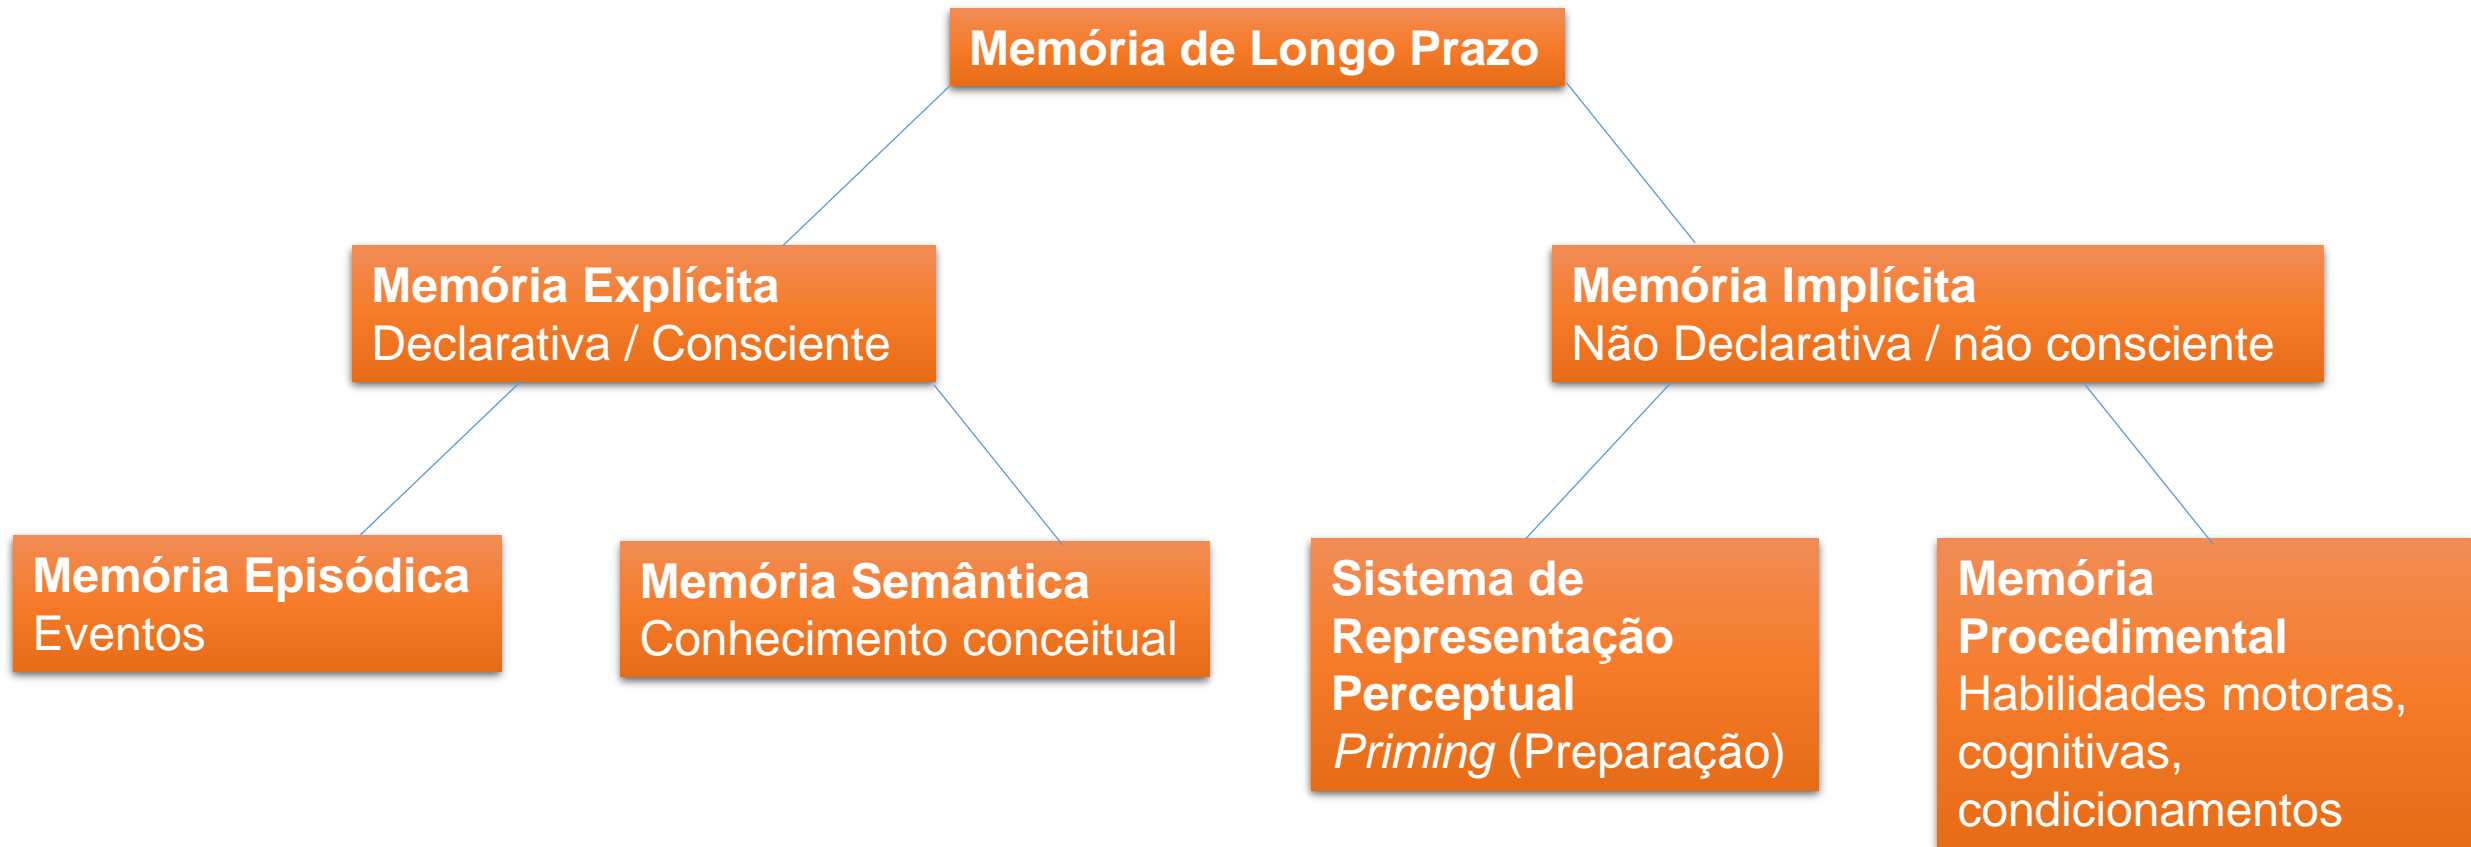 Memória de Longo Prazo
Memória Explícita
Declarativa / Consciente
Memória Implícita
Não Declarativa / não consciente
Memória Episódica
Eventos
Memória Semântica
Conhecimento conceitual
Sistema de
Representação
Perceptual
Priming (Preparação)
Memória
Procedimental
Habilidades motoras,
cognitivas,
condicionamentos